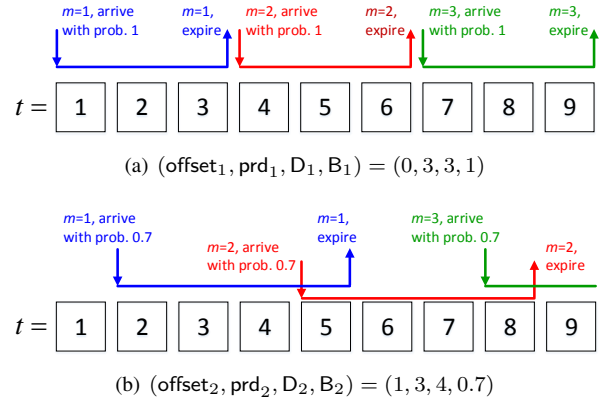 m=1, arrive m=1, m=2, arrive m=2, m=3, arrive m=3,
with prob. 1 expire with prob. 1 expire with prob. 1 expire
t = 1 2 3 4 5 6 7 8 9
(a) (offset₁, prd₁, D₁, B₁) = (0, 3, 3, 1)
m=1, arrive m=1, m=3, arrive
with prob. 0.7 m=2, arrive expire with prob. 0.7 m=2,
with prob. 0.7 expire
t = 1 2 3 4 5 6 7 8 9
(b) (offset₂, prd₂, D₂, B₂) = (1, 3, 4, 0.7)